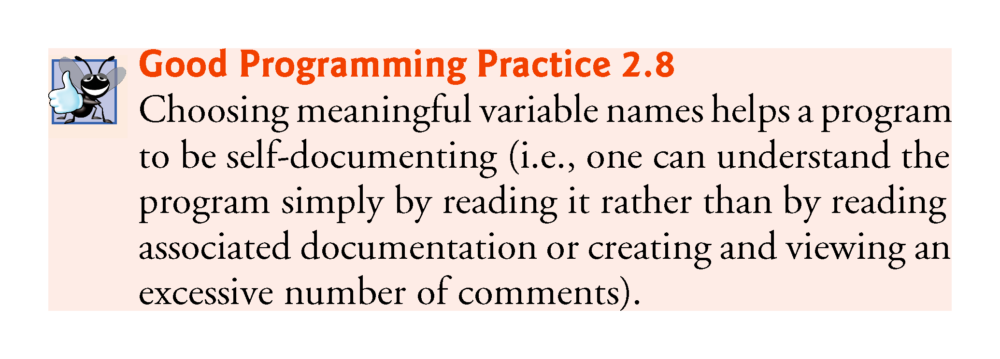 Good Programming Practice 2.8
Choosing meaningful variable names helps a program
to be self-documenting (i.e., one can understand the
program simply by reading it rather than by reading
associated documentation or creating and viewing an
excessive number of comments).